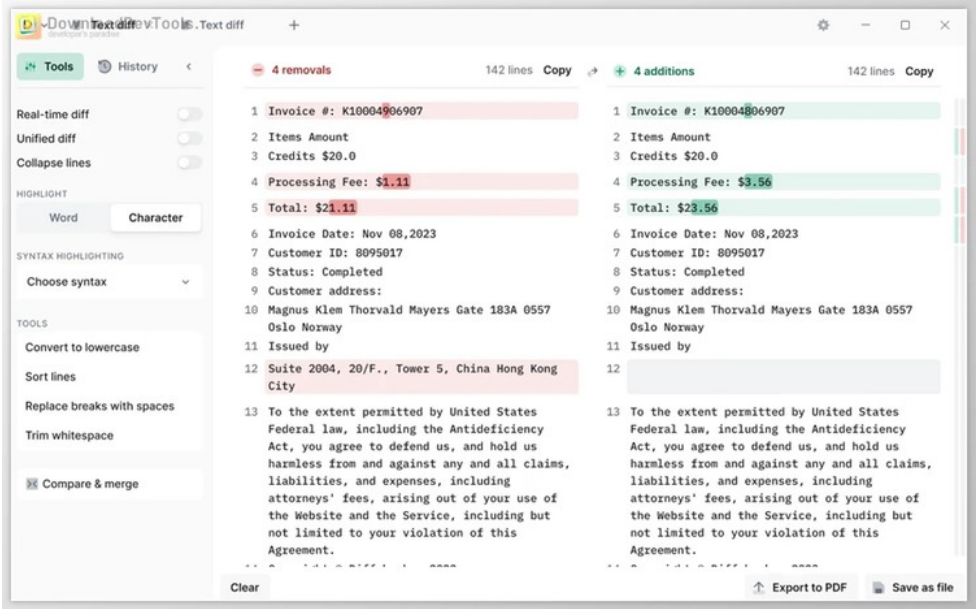 DownloadDevTools.
developer's paradise
Text diff
Text diff
Tools
History
Real-time diff
Unified diff
Collapse lines
HIGHLIGHT
Word Character
SYNTAX HIGHLIGHTING
Choose syntax
TOOLS
Convert to lowercase
Sort lines
Replace breaks with spaces
Trim whitespace
Compare & merge
4 removals 142 lines Copy
1 Invoice #: K10004906907
2 Items Amount
3 Credits $20.0
4 Processing Fee: $1.11
5 Total: $21.11
6 Invoice Date: Nov 08,2023
7 Customer ID: 8095017
8 Status: Completed
9 Customer address:
10 Magnus Klem Thorvald Mayers Gate 183A 0557
Oslo Norway
11 Issued by
12 Suite 2004, 20/F., Tower 5, China Hong Kong
City
13 To the extent permitted by United States
Federal law, including the Antideficiency
Act, you agree to defend us, and hold us
harmless from and against any and all claims,
liabilities, and expenses, including
attorneys' fees, arising out of your use of
the Website and the Service, including but
not limited to your violation of this
Agreement.
4 additions 142 lines Copy
1 Invoice #: K10004806907
2 Items Amount
3 Credits $20.0
4 Processing Fee: $3.56
5 Total: $23.56
6 Invoice Date: Nov 08,2023
7 Customer ID: 8095017
8 Status: Completed
9 Customer address:
10 Magnus Klem Thorvald Mayers Gate 183A 0557
Oslo Norway
11 Issued by
12
13 To the extent permitted by United States
Federal law, including the Antideficiency
Act, you agree to defend us, and hold us
harmless from and against any and all claims,
liabilities, and expenses, including
attorneys' fees, arising out of your use of
the Website and the Service, including but
not limited to your violation of this
Agreement.
Clear
Export to PDF
Save as file